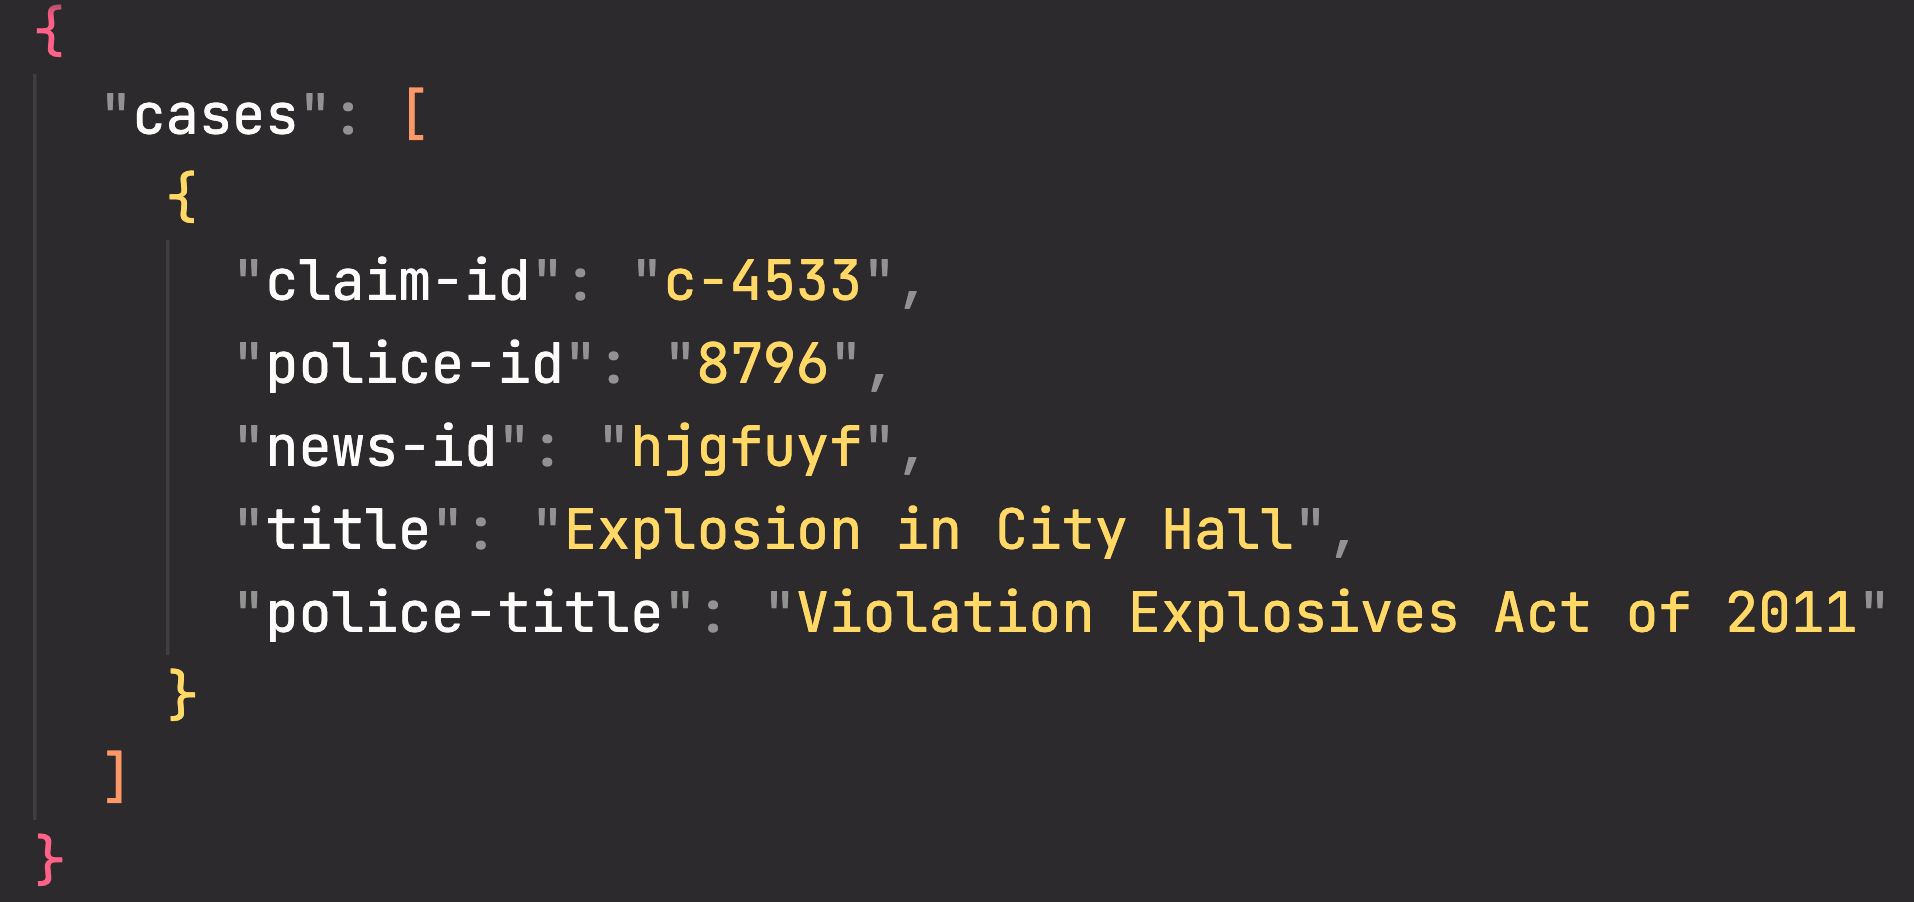 {
"cases": [
{
"claim-id": "c-4533",
"police-id": "8796",
"news-id": "hjgfuyf",
"title": "Explosion in City Hall",
"police-title": "Violation Explosives Act of 2011"
}
]
}